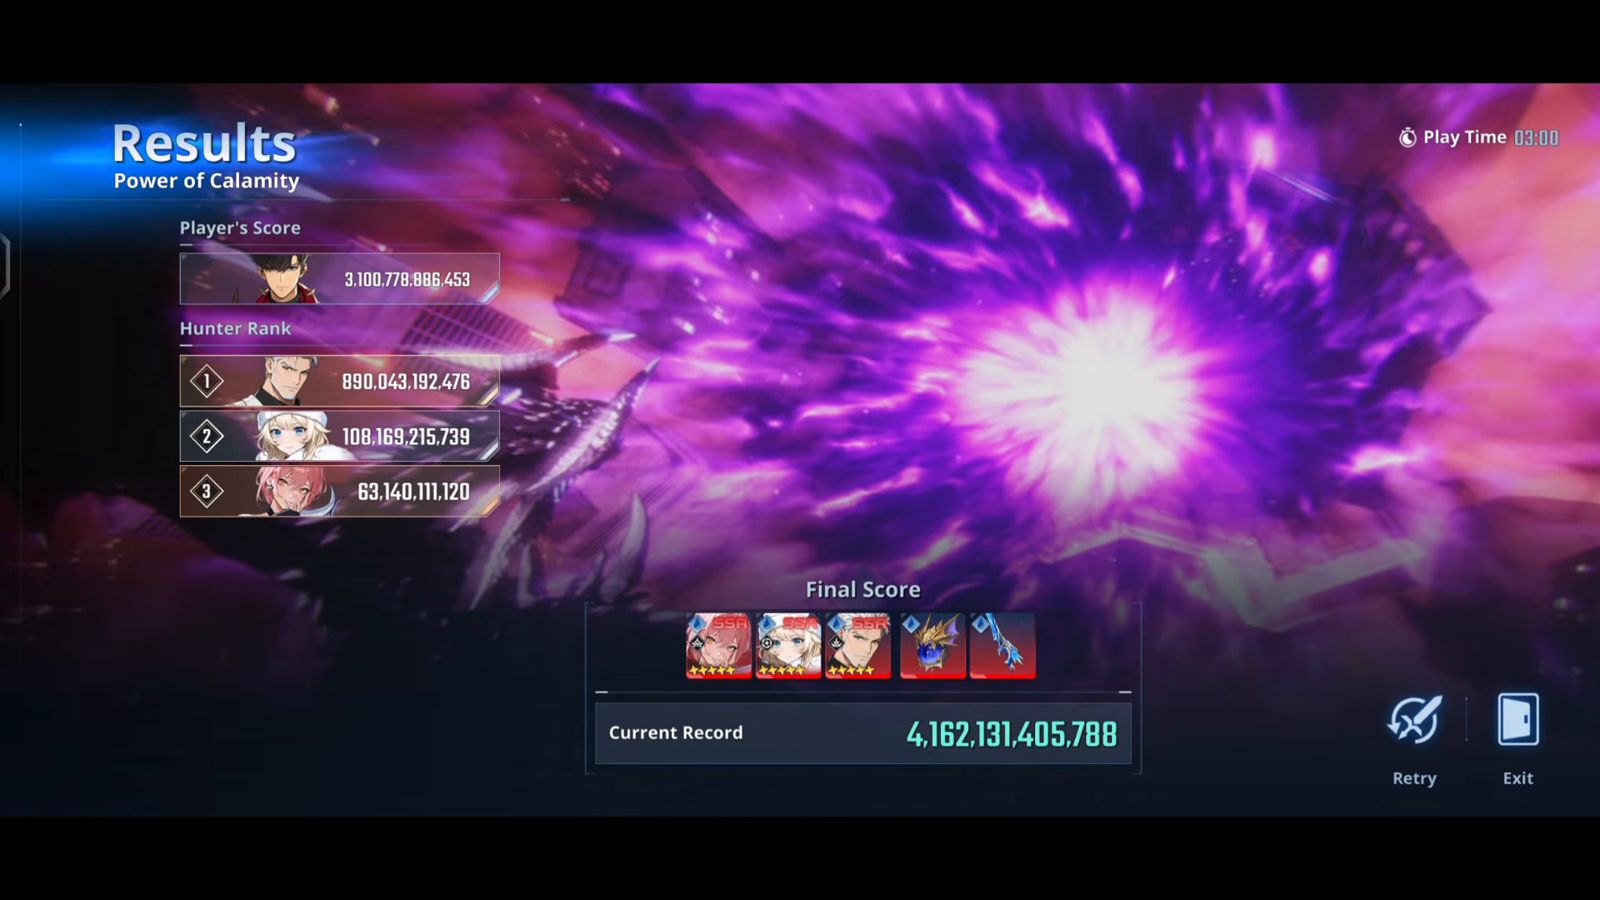 Results
Power of Calamity
Play Time 03:00
Player's Score
3,100,778,886,453
Hunter Rank
1
890,043,192,476
2
108,169,215,739
3
63,140,111,120
Final Score
SSR
SSR
SSR
Current Record
4,162,131,405,788
Retry
Exit